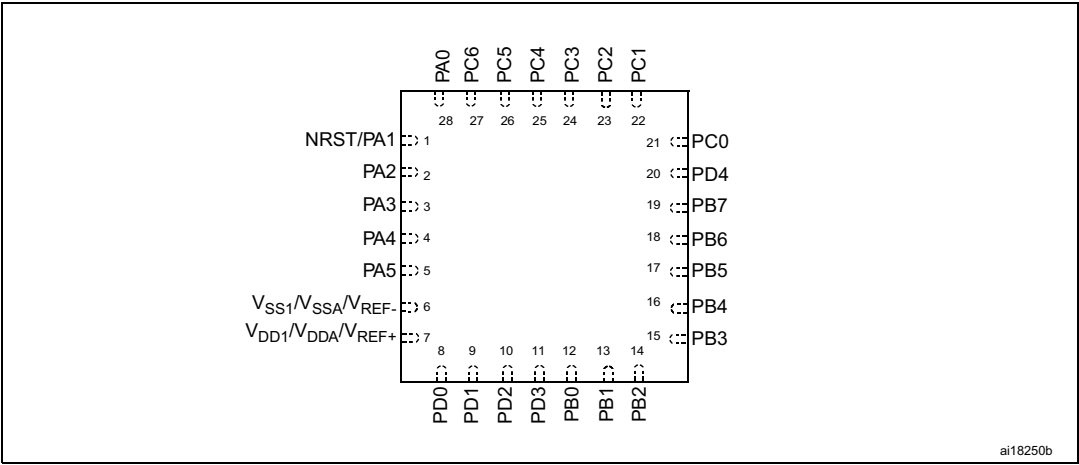 PA0 PC6 PC5 PC4 PC3 PC2 PC1
28 27 26 25 24 23 22
NRST/PA1 1 21 PC0
PA2 2 20 PD4
PA3 3 19 PB7
PA4 4 18 PB6
PA5 5 17 PB5
VSS1/VSSA/VREF- 6 16 PB4
VDD1/VDDA/VREF+ 7 15 PB3
8 9 10 11 12 13 14
PD0 PD1 PD2 PD3 PB0 PB1 PB2
ai18250b